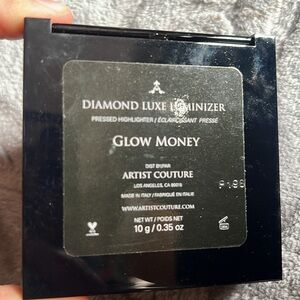 DIAMOND LUXE LUMINIZER
PRESSED HIGHLIGHTER / ÉCLAIRCISSANT PRESSÉ
GLOW MONEY
DIST BY/PAR
ARTIST COUTURE
LOS ANGELES, CA 90015
MADE IN ITALY / FABRIQUÉ EN ITALIE
WWW.ARTISTCOUTURE.COM
NET WT / POIDS NET
10 g / 0.35 oz